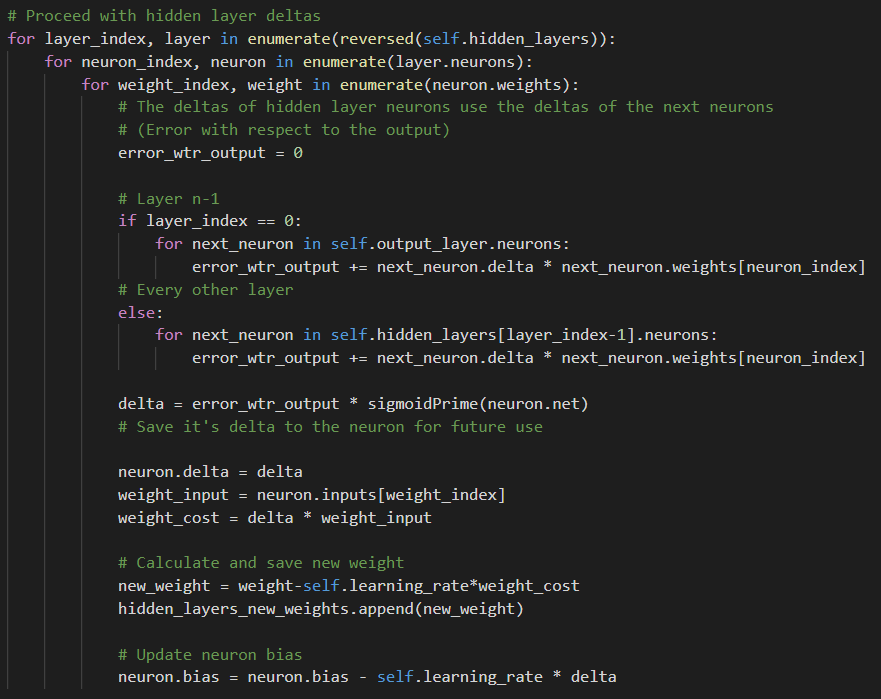 # Proceed with hidden layer deltas
for layer_index, layer in enumerate(reversed(self.hidden_layers)):
    for neuron_index, neuron in enumerate(layer.neurons):
        for weight_index, weight in enumerate(neuron.weights):
            # The deltas of hidden layer neurons use the deltas of the next neurons
            # (Error with respect to the output)
            error_wtr_output = 0

            # Layer n-1
            if layer_index == 0:
                for next_neuron in self.output_layer.neurons:
                    error_wtr_output += next_neuron.delta * next_neuron.weights[neuron_index]
            # Every other layer
            else:
                for next_neuron in self.hidden_layers[layer_index-1].neurons:
                    error_wtr_output += next_neuron.delta * next_neuron.weights[neuron_index]

            delta = error_wtr_output * sigmoidPrime(neuron.net)
            # Save it's delta to the neuron for future use

            neuron.delta = delta
            weight_input = neuron.inputs[weight_index]
            weight_cost = delta * weight_input

            # Calculate and save new weight
            new_weight = weight-self.learning_rate*weight_cost
            hidden_layers_new_weights.append(new_weight)

            # Update neuron bias
            neuron.bias = neuron.bias - self.learning_rate * delta